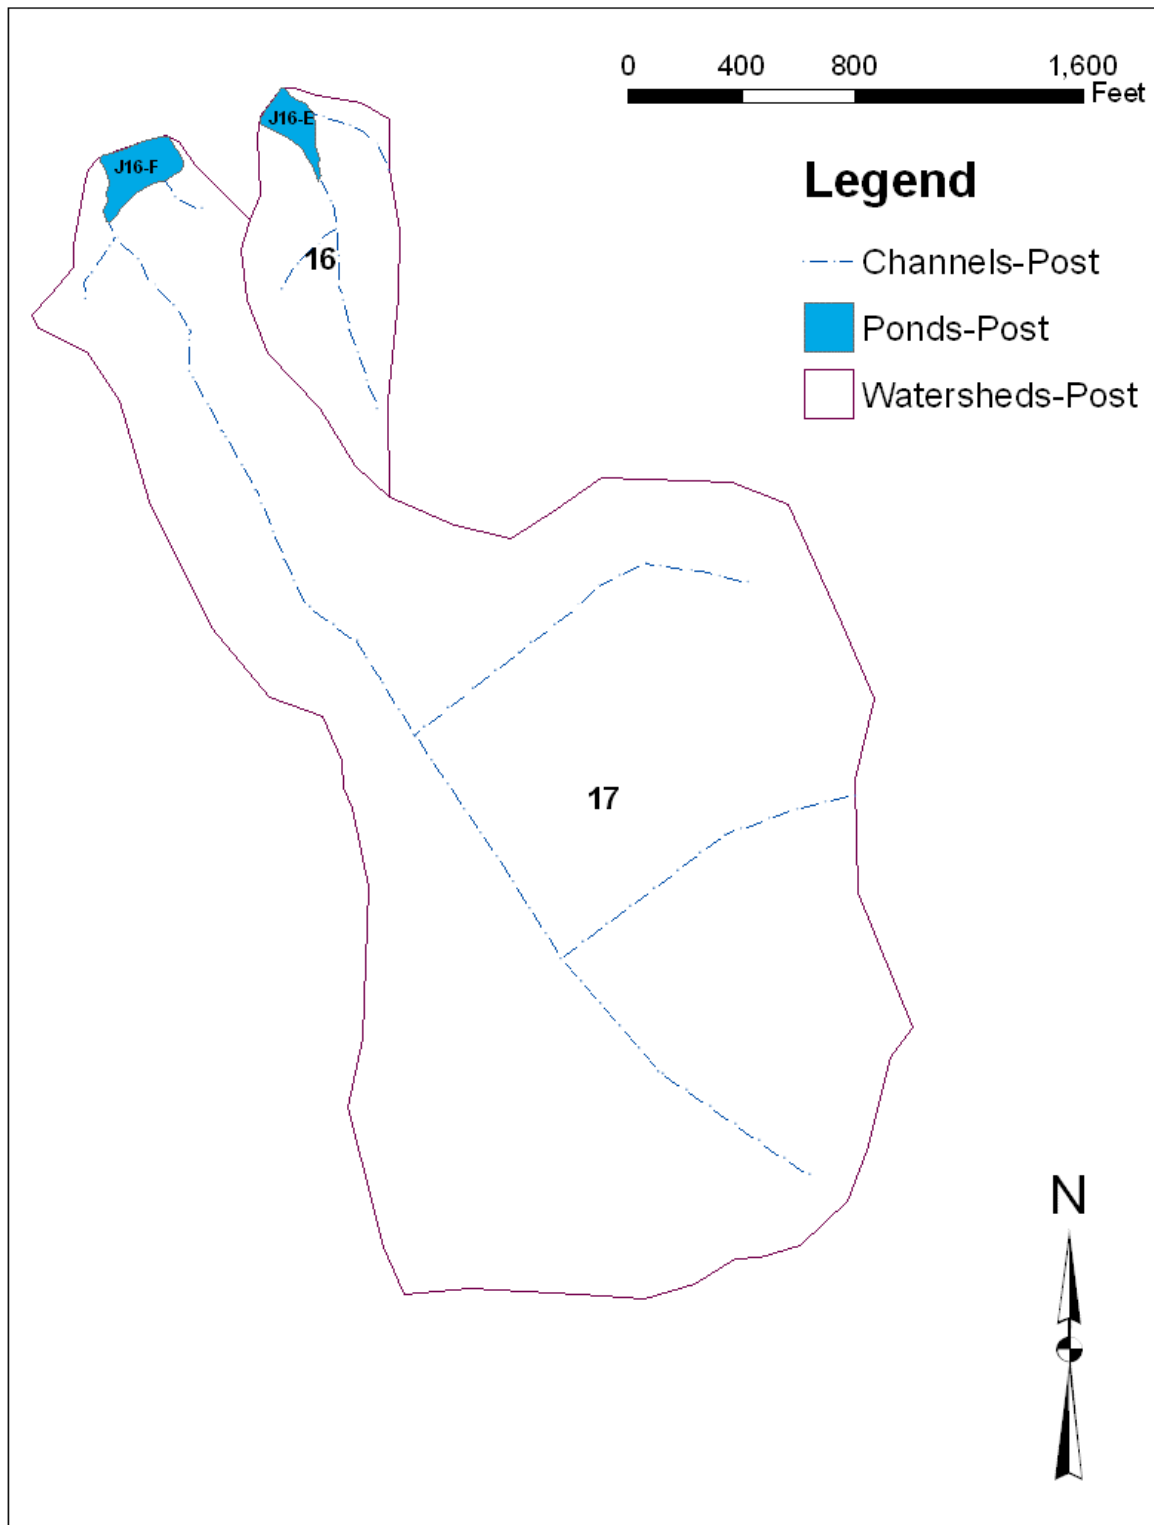 0 400 800 1,600
Feet
J16-E
J16-F
Legend
16
Channels-Post
Ponds-Post
Watersheds-Post
17
N